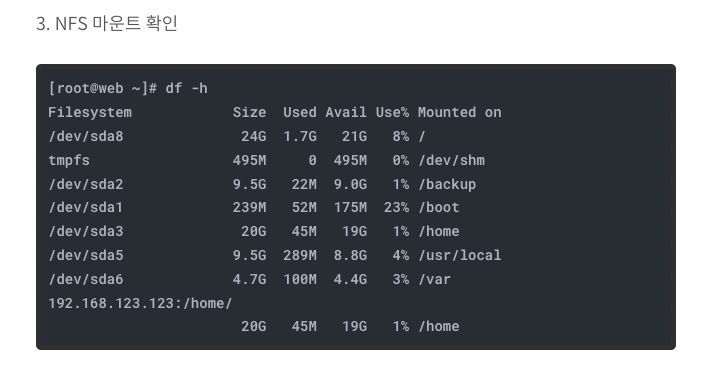 3. NFS 마운트 확인
[root@web ~]# df -h
Filesystem            Size  Used Avail Use% Mounted on
/dev/sda8              24G  1.7G   21G   8% /
tmpfs                 495M     0  495M   0% /dev/shm
/dev/sda2             9.5G   22M  9.0G   1% /backup
/dev/sda1             239M   52M  175M  23% /boot
/dev/sda3              20G   45M   19G   1% /home
/dev/sda5             9.5G  289M  8.8G   4% /usr/local
/dev/sda6             4.7G  100M  4.4G   3% /var
192.168.123.123:/home/
                       20G   45M   19G   1% /home